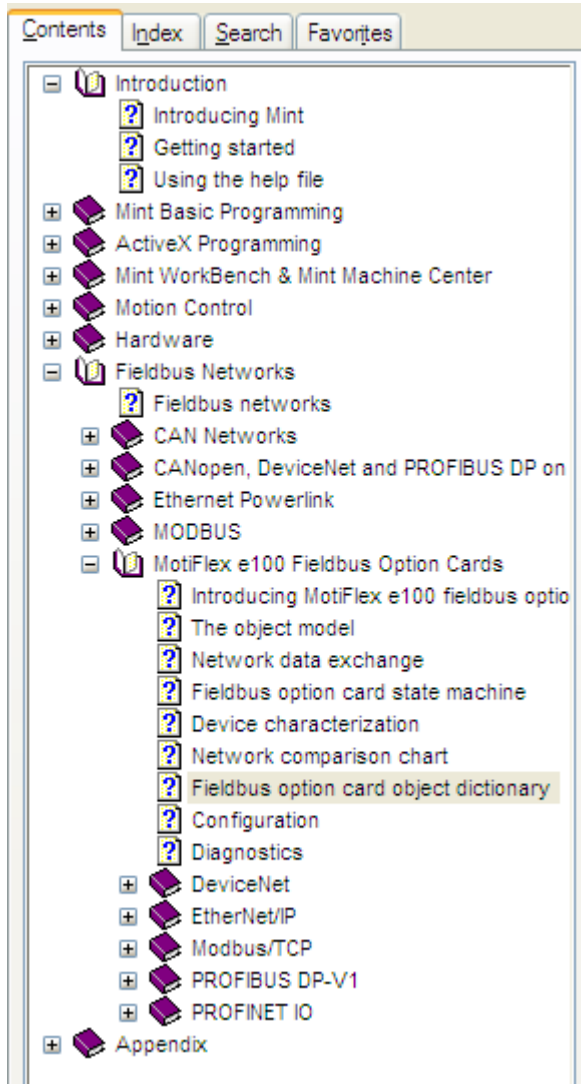 Contents Index Search Favorites
Introduction
Introducing Mint
Getting started
Using the help file
Mint Basic Programming
ActiveX Programming
Mint WorkBench & Mint Machine Center
Motion Control
Hardware
Fieldbus Networks
Fieldbus networks
CAN Networks
CANopen, DeviceNet and PROFIBUS DP on
Ethernet Powerlink
MODBUS
MotiFlex e100 Fieldbus Option Cards
Introducing MotiFlex e100 fieldbus optio
The object model
Network data exchange
Fieldbus option card state machine
Device characterization
Network comparison chart
Fieldbus option card object dictionary
Configuration
Diagnostics
DeviceNet
EtherNet/IP
Modbus/TCP
PROFIBUS DP-V1
PROFINET IO
Appendix